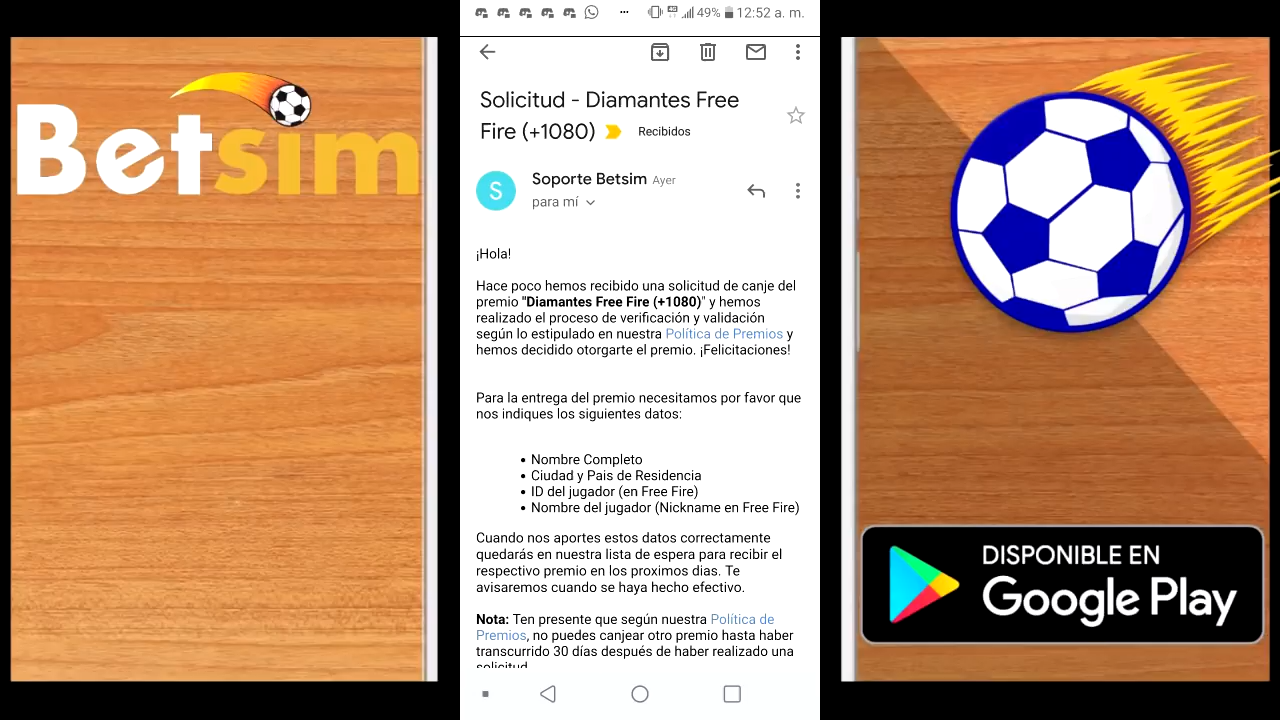 Betsim
49% 12:52 a. m.
Solicitud - Diamantes Free
Fire (+1080) Recibidos
S
Soporte Betsim Ayer
para mí
¡Hola!
Hace poco hemos recibido una solicitud de canje del
premio "Diamantes Free Fire (+1080)" y hemos
realizado el proceso de verificación y validación
según lo estipulado en nuestra Política de Premios y
hemos decidido otorgarte el premio. ¡Felicitaciones!
Para la entrega del premio necesitamos por favor que
nos indiques los siguientes datos:
• Nombre Completo
• Ciudad y Pais de Residencia
• ID del jugador (en Free Fire)
• Nombre del jugador (Nickname en Free Fire)
Cuando nos aportes estos datos correctamente
quedarás en nuestra lista de espera para recibir el
respectivo premio en los proximos dias. Te
avisaremos cuando se haya hecho efectivo.
Nota: Ten presente que según nuestra Política de
Premios, no puedes canjear otro premio hasta haber
transcurrido 30 días después de haber realizado una
solicitud
DISPONIBLE EN
Google Play